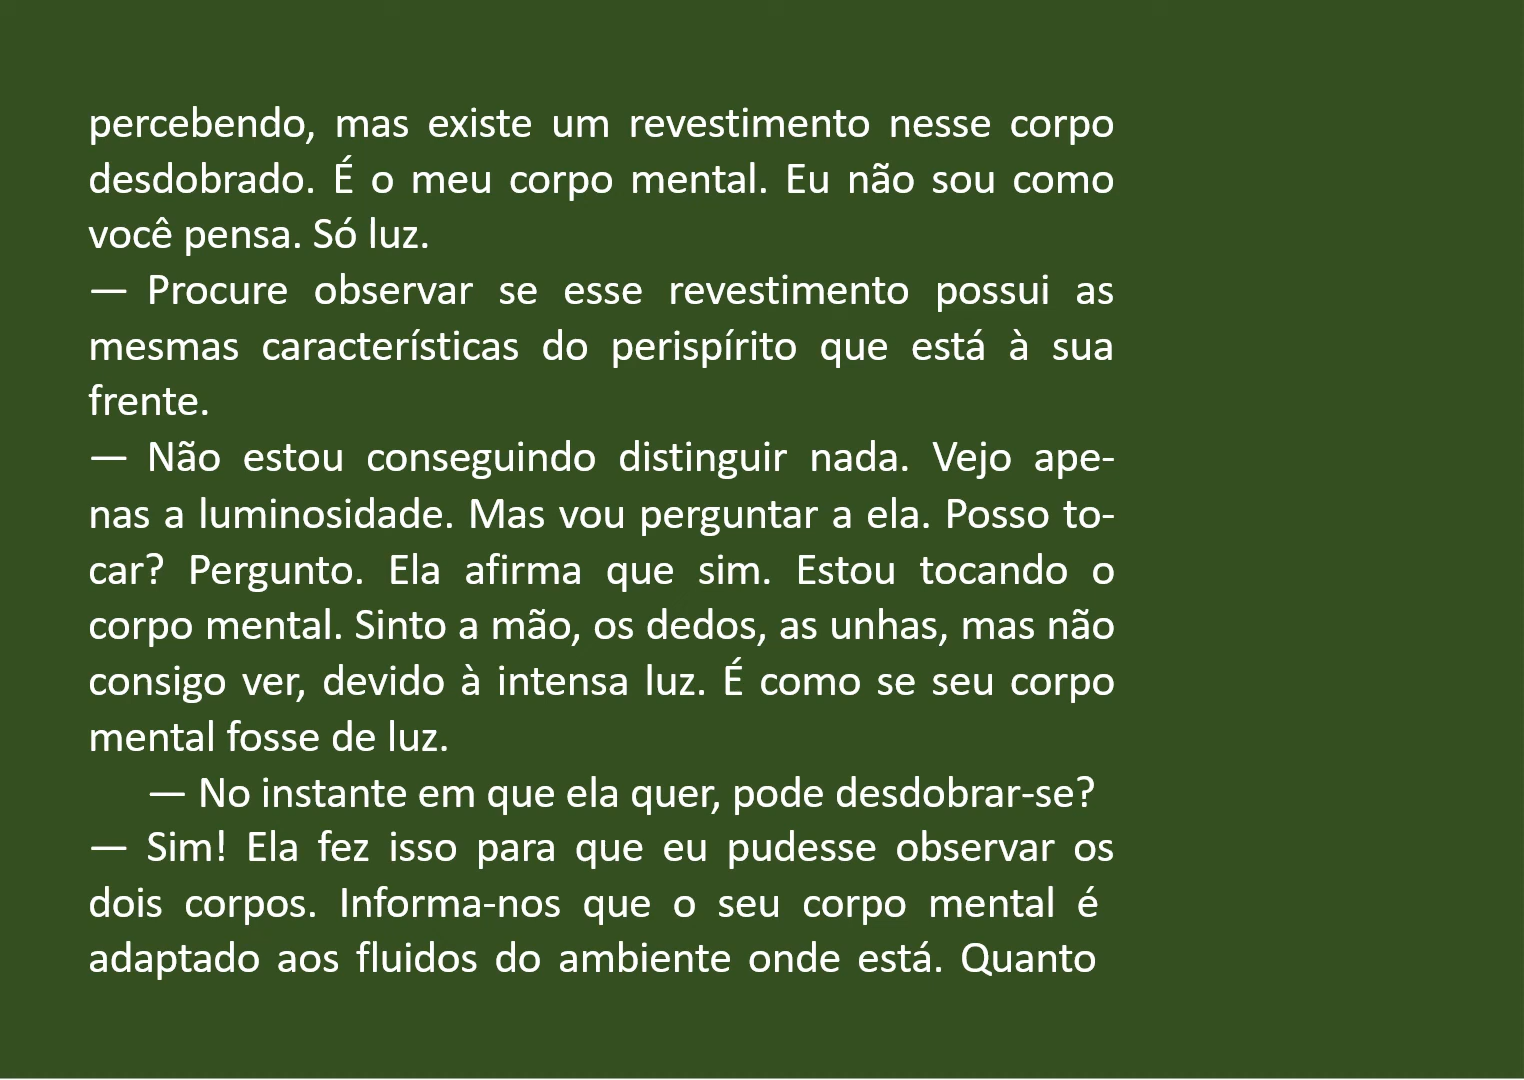 percebendo, mas existe um revestimento nesse corpo
desdobrado. É o meu corpo mental. Eu não sou como
você pensa. Só luz.
— Procure observar se esse revestimento possui as
mesmas características do perispírito que está à sua
frente.
— Não estou conseguindo distinguir nada. Vejo ape-
nas a luminosidade. Mas vou perguntar a ela. Posso to-
car? Pergunto. Ela afirma que sim. Estou tocando o
corpo mental. Sinto a mão, os dedos, as unhas, mas não
consigo ver, devido à intensa luz. É como se seu corpo
mental fosse de luz.
— No instante em que ela quer, pode desdobrar-se?
— Sim! Ela fez isso para que eu pudesse observar os
dois corpos. Informa-nos que o seu corpo mental é
adaptado aos fluidos do ambiente onde está. Quanto